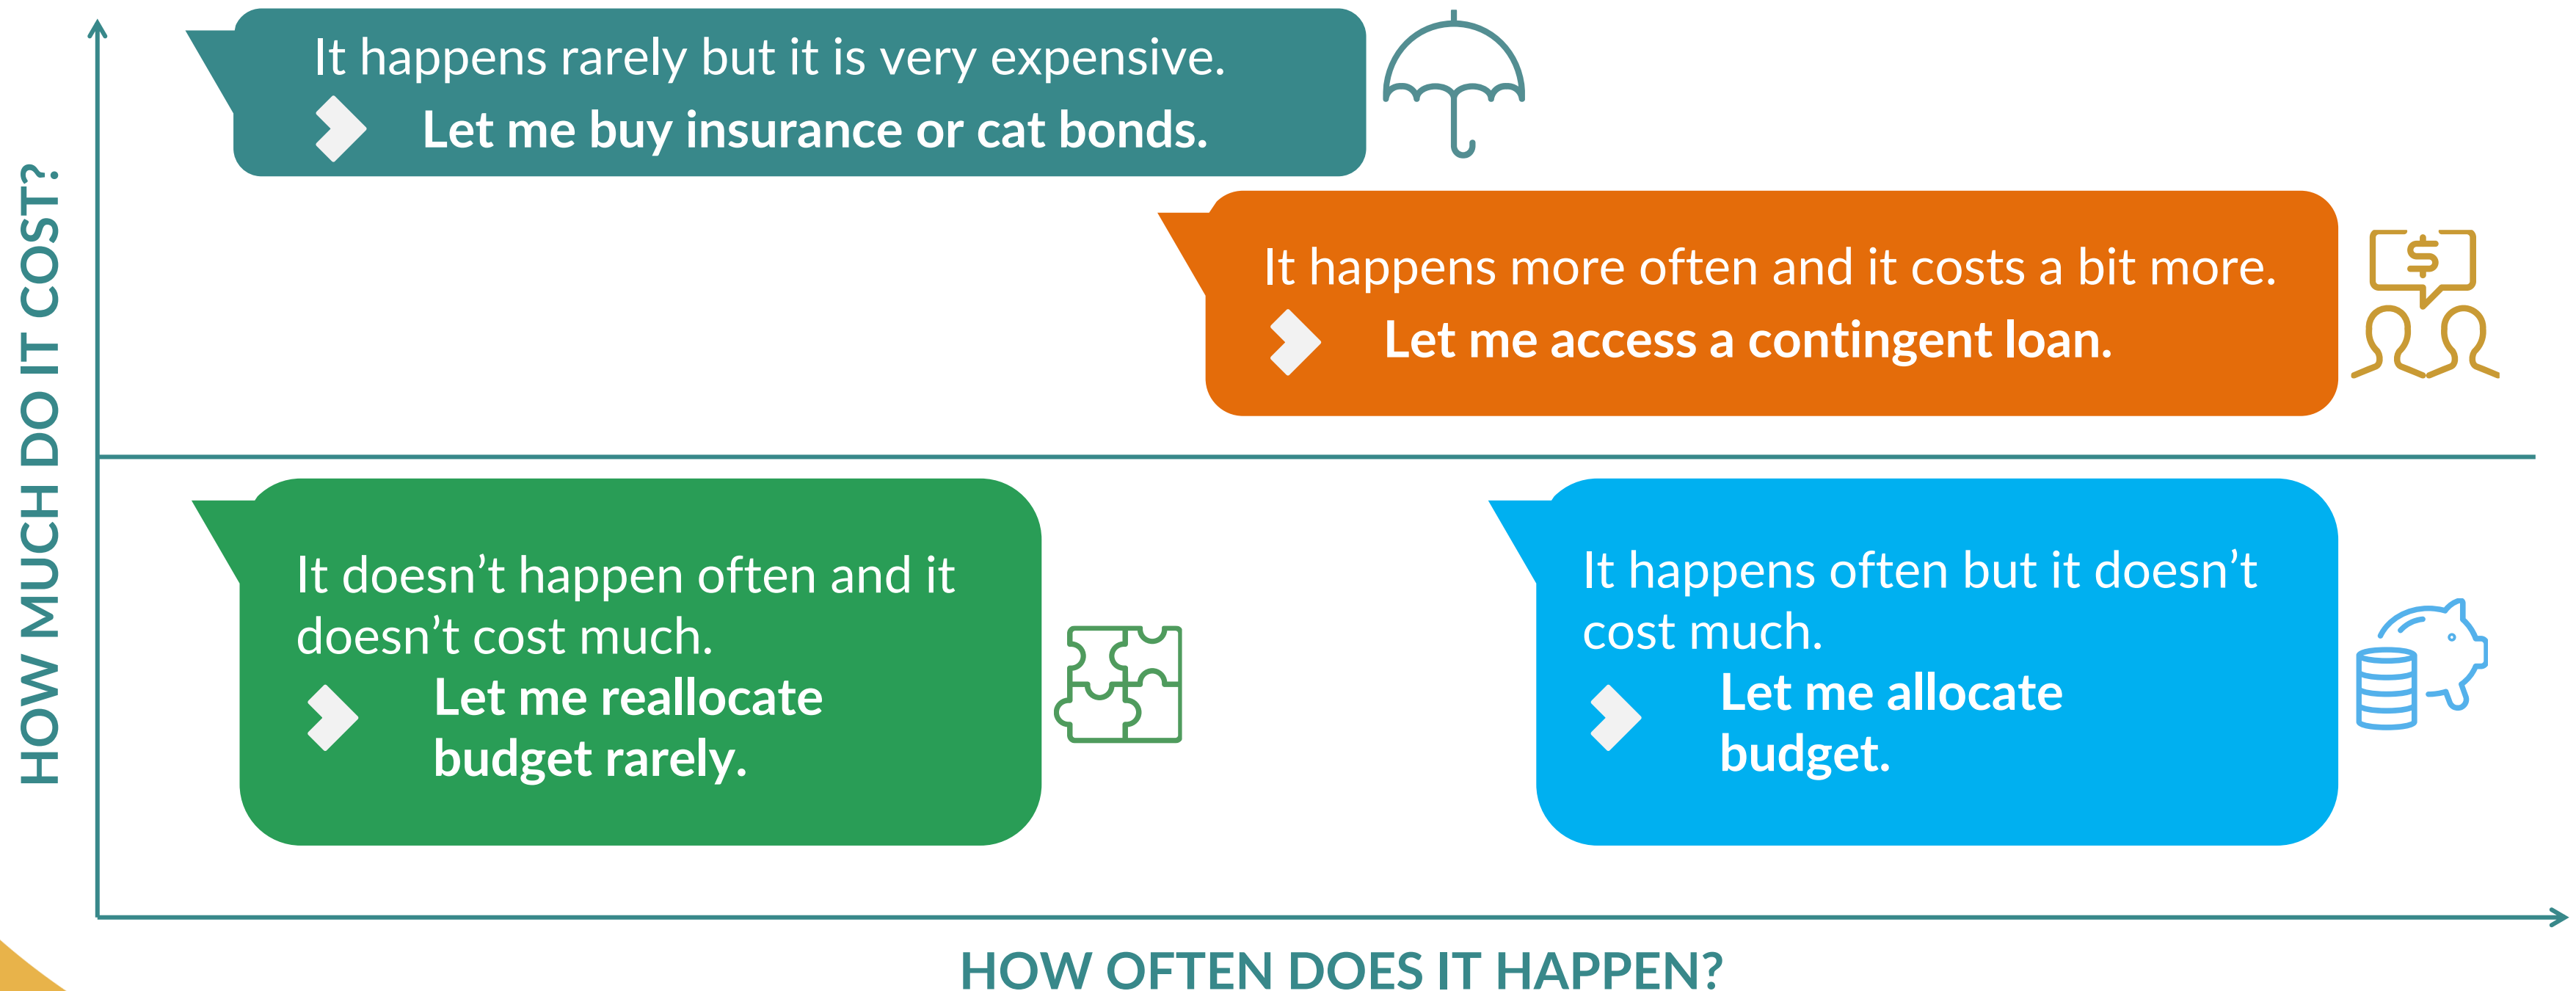 HOW MUCH DO IT COST?
It happens rarely but it is very expensive.
Let me buy insurance or cat bonds.
It happens more often and it costs a bit more.
Let me access a contingent loan.
It doesn’t happen often and it
doesn’t cost much.
Let me reallocate
budget rarely.
It happens often but it doesn’t
cost much.
Let me allocate
budget.
HOW OFTEN DOES IT HAPPEN?
$